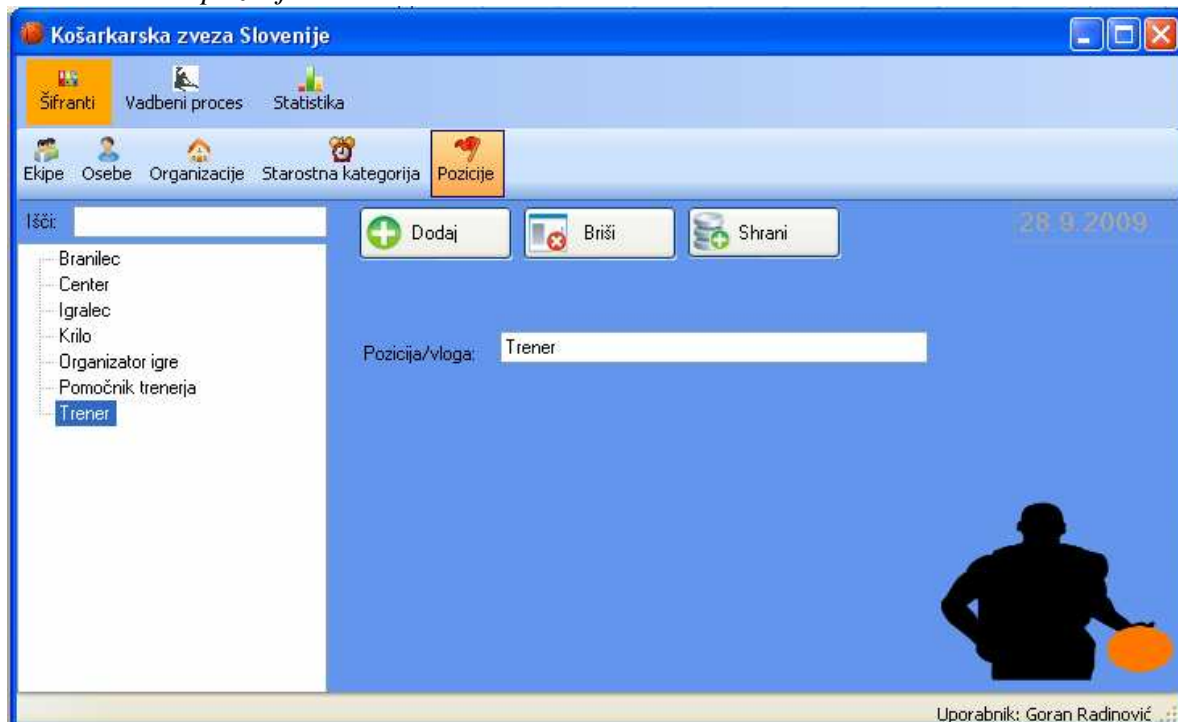 Košarkarska zveza Slovenije
Šifranti Vadbeni proces Statistika
Ekipe Osebe Organizacije Starostna kategorija Pozicije
Išči:
Dodaj Briši Shrani
28.9.2009
Branilec
Center
Igralec
Krilo
Organizator igre
Pomočnik trenerja
Trener
Pozicija/vloga: Trener
Uporabnik: Goran Radinović